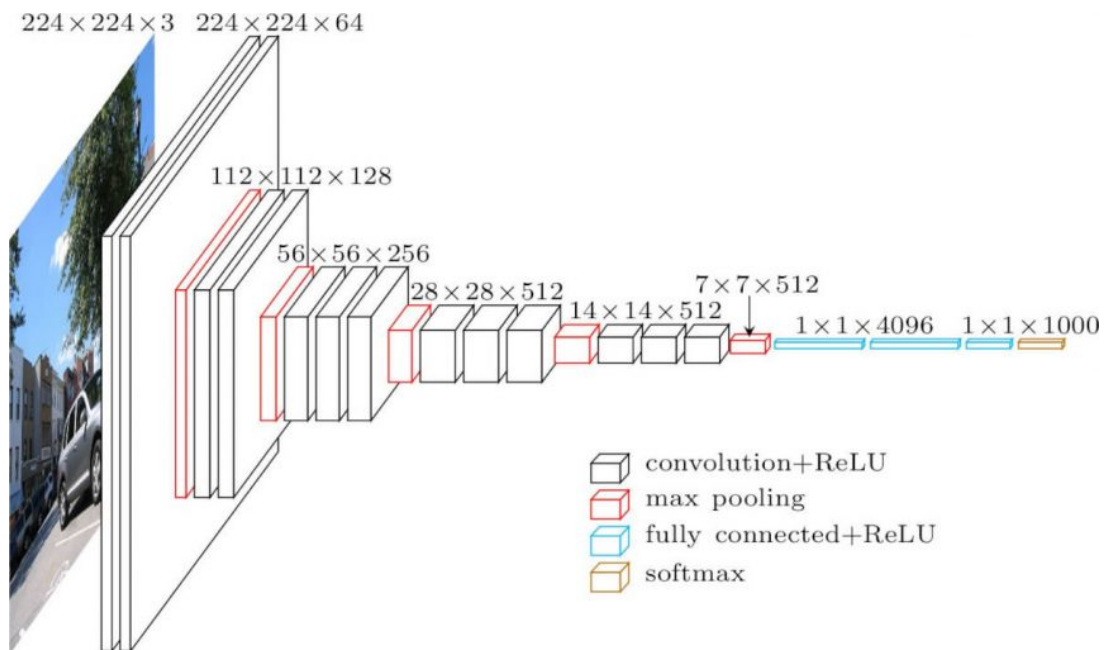 224 × 224 × 3
224 × 224 × 64
112 × 112 × 128
56 × 56 × 256
28 × 28 × 512
14 × 14 × 512
7 × 7 × 512
1 × 1 × 4096
1 × 1 × 1000
convolution+ReLU
max pooling
fully connected+ReLU
softmax